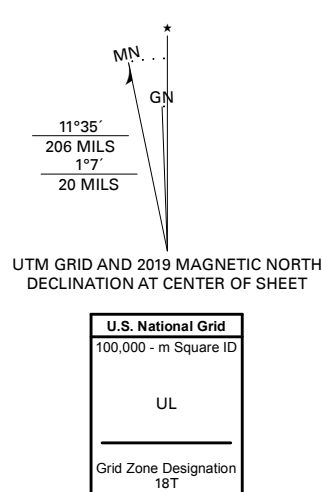 ★
MN
GN
11°35´
206 MILS
1°7´
20 MILS
UTM GRID AND 2019 MAGNETIC NORTH
DECLINATION AT CENTER OF SHEET
U.S. National Grid
100,000 - m Square ID
UL
Grid Zone Designation
18T